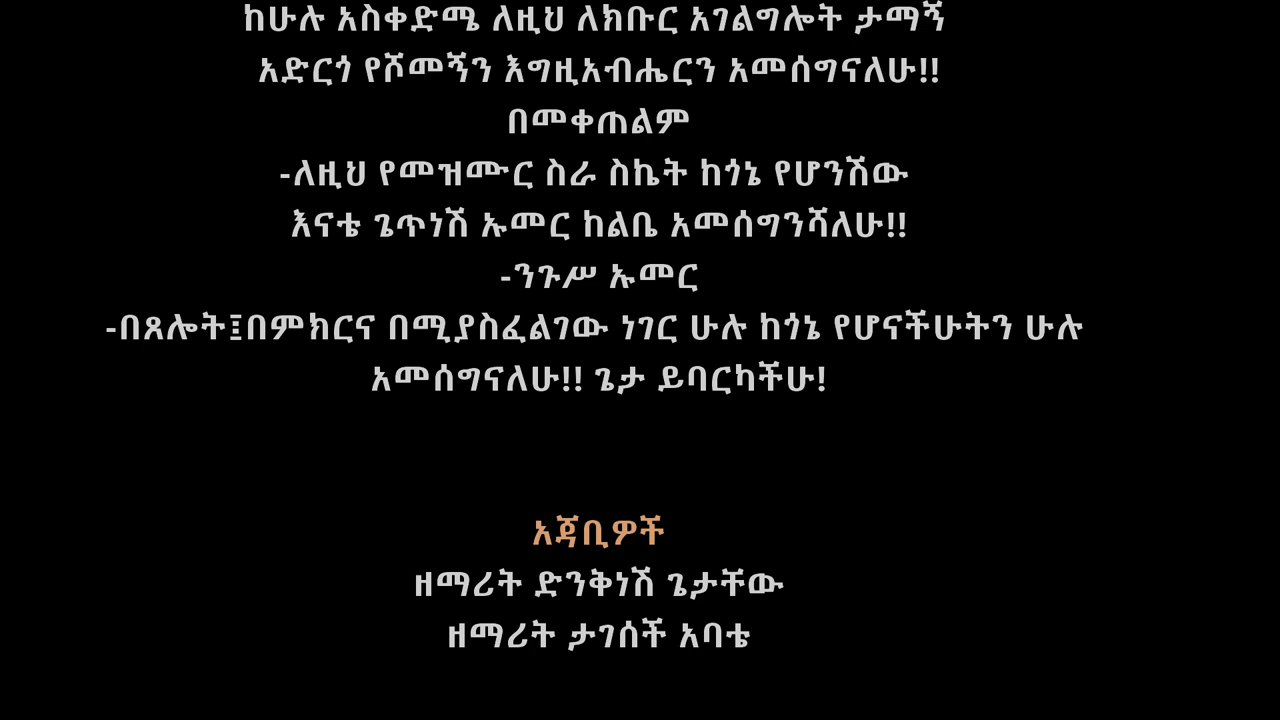 ከሁሉ አስቀድሜ ለዚህ ለክቡር አገልግሎት ታማኝ
አድርጎ የሾመኝን እግዚአብሔርን አመሰግናለሁ!!
በመቀጠልም
-ለዚህ የመዝሙር ስራ ስኬት ከጎኔ የሆንሽው
እናቴ ጌጥነሽ ኡመር ከልቤ አመሰግንሻለሁ!!
-ንጉሥ ኡመር
-በጸሎት፤በምክርና በሚያስፈልገው ነገር ሁሉ ከጎኔ የሆናችሁትን ሁሉ
አመሰግናለሁ!! ጌታ ይባርካችሁ!
አጃቢዎች
ዘማሪት ድንቅነሽ ጌታቸው
ዘማሪት ታገሰች አባቴ